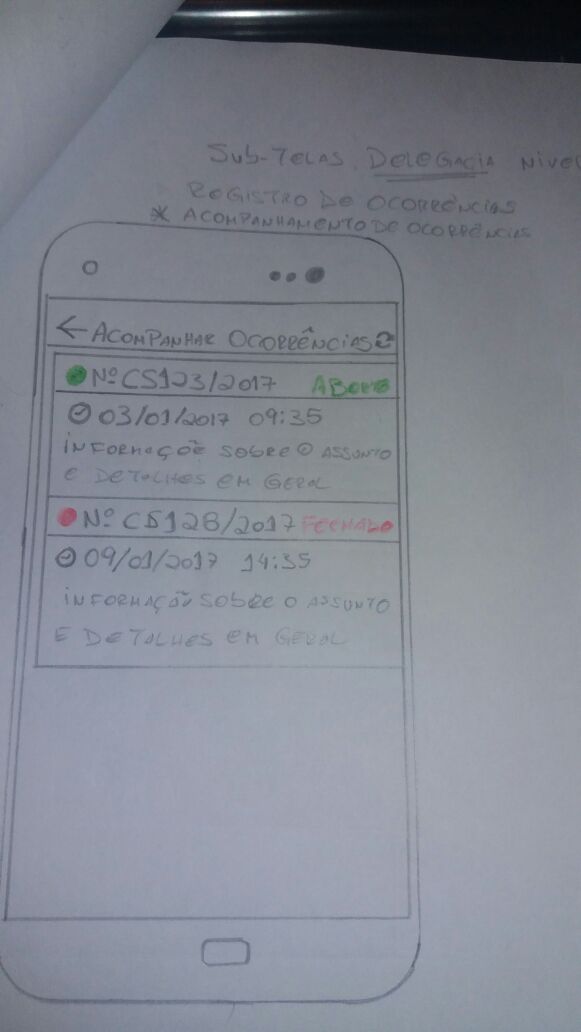 SUB-TELAS. DELEGACIA NIVEL
REGISTRO DE OCORRÊNCIAS
* ACOMPANHAMENTO DE OCORRÊNCIAS
← ACOMPANHAR OCORRÊNCIAS
Nº CS123/2017 ABERTO
03/01/2017 09:35
INFORMAÇÕE SOBRE O ASSUNTO
E DETALHES EM GERAL
Nº CS128/2017 FECHADO
09/01/2017 14:35
INFORMAÇÃO SOBRE O ASSUNTO
E DETALHES EM GERAL